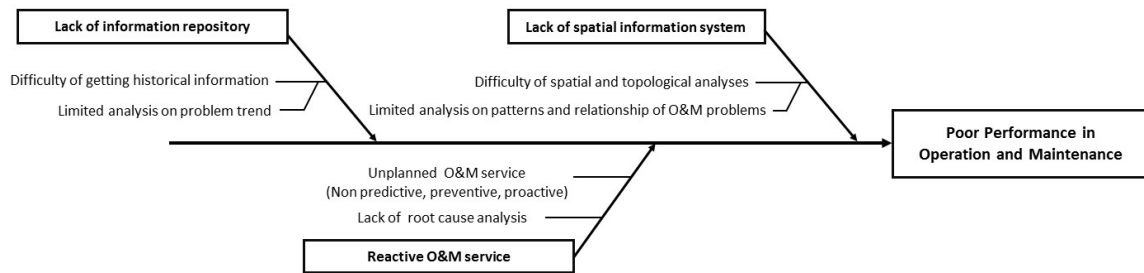 Lack of information repository
Lack of spatial information system
Difficulty of getting historical information
Limited analysis on problem trend
Difficulty of spatial and topological analyses
Limited analysis on patterns and relationship of O&M problems
Poor Performance in
Operation and Maintenance
Unplanned O&M service
(Non predictive, preventive, proactive)
Lack of root cause analysis
Reactive O&M service